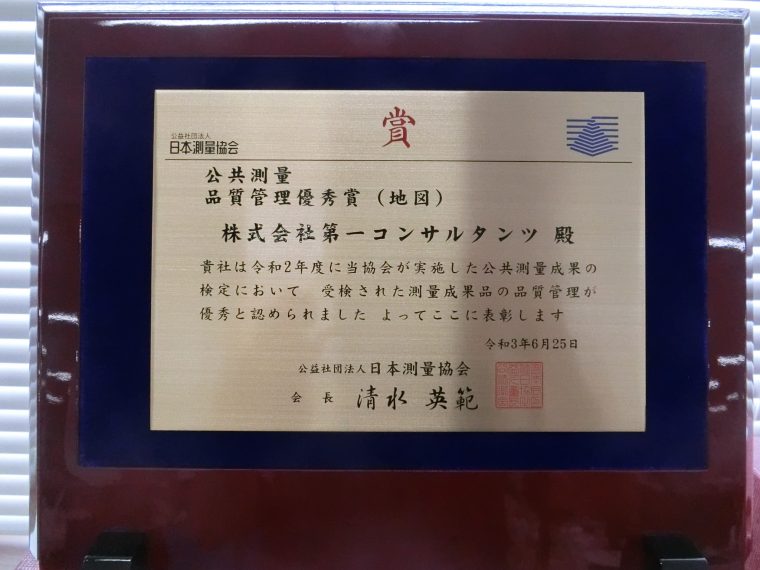 賞
公益社団法人
日本測量協会
公共測量
品質管理優秀賞（地図）
株式会社第一コンサルタンツ 殿
貴社は令和2年度に当協会が実施した公共測量成果の
検定において 受検された測量成果品の品質管理が
優秀と認められました よってここに表彰します
令和3年6月25日
公益社団法人日本測量協会
会長 清水 英範